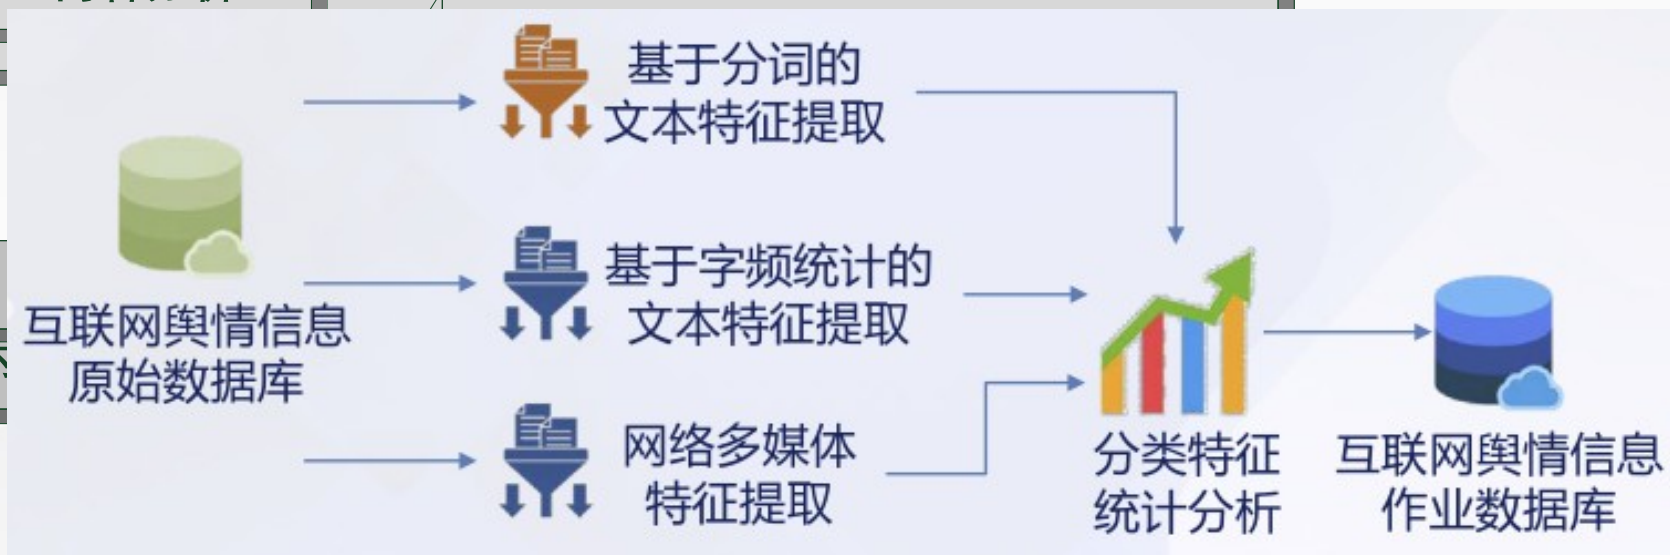 基于分词的
文本特征提取
基于字频统计的
文本特征提取
互联网舆情信息
原始数据库
网络多媒体
特征提取
分类特征
统计分析
互联网舆情信息
作业数据库